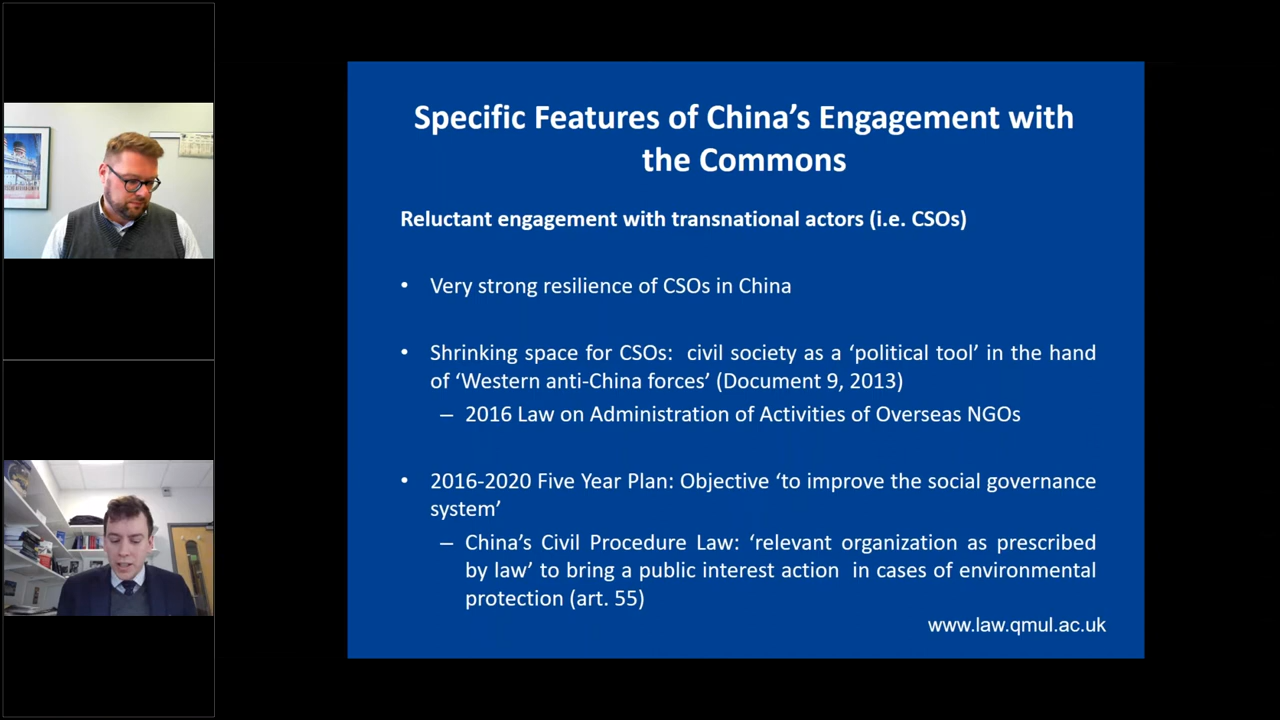 Specific Features of China’s Engagement with
the Commons
Reluctant engagement with transnational actors (i.e. CSOs)
• Very strong resilience of CSOs in China
• Shrinking space for CSOs: civil society as a ‘political tool’ in the hand
of ‘Western anti-China forces’ (Document 9, 2013)
– 2016 Law on Administration of Activities of Overseas NGOs
• 2016-2020 Five Year Plan: Objective ‘to improve the social governance
system’
– China’s Civil Procedure Law: ‘relevant organization as prescribed
by law’ to bring a public interest action in cases of environmental
protection (art. 55)
www.law.qmul.ac.uk